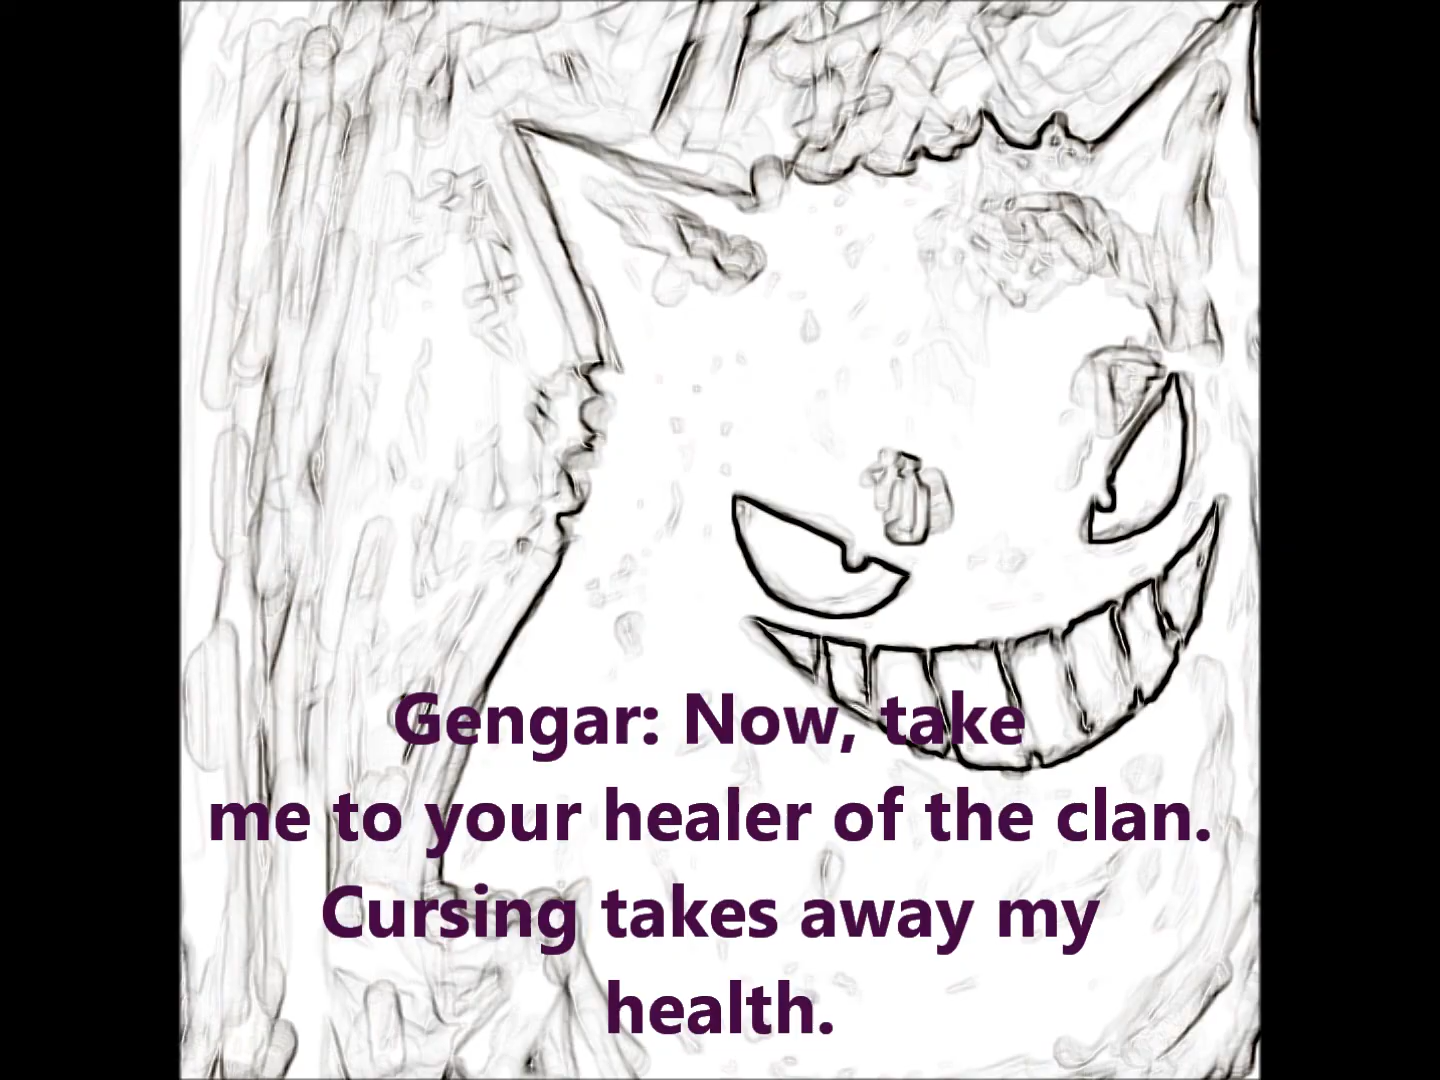 Gengar: Now, take
me to your healer of the clan.
Cursing takes away my
health.